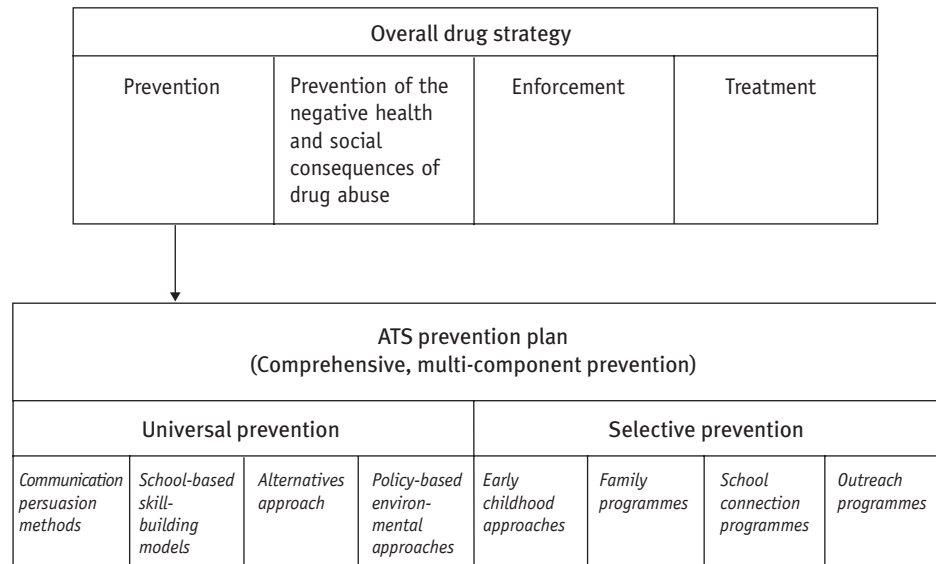 Overall drug strategy
Prevention
Prevention of the
negative health
and social
consequences of
drug abuse
Enforcement
Treatment
ATS prevention plan
(Comprehensive, multi-component prevention)
Universal prevention
Selective prevention
Communication
persuasion
methods
School-based
skill-
building
models
Alternatives
approach
Policy-based
environ-
mental
approaches
Early
childhood
approaches
Family
programmes
School
connection
programmes
Outreach
programmes